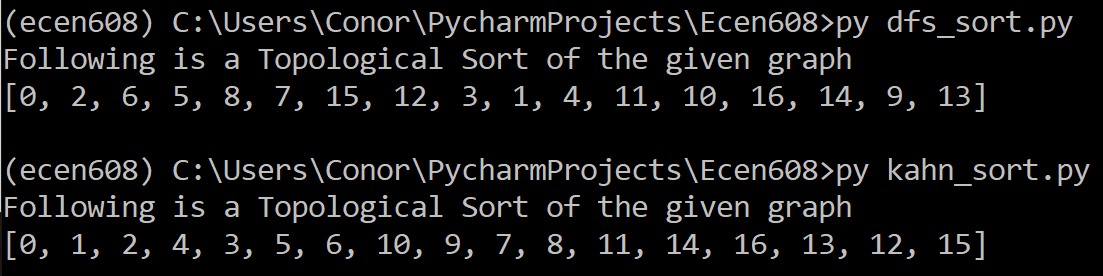 (ecen608) C:\Users\Conor\PycharmProjects\Ecen608>py dfs_sort.py
Following is a Topological Sort of the given graph
[0, 2, 6, 5, 8, 7, 15, 12, 3, 1, 4, 11, 10, 16, 14, 9, 13]
(ecen608) C:\Users\Conor\PycharmProjects\Ecen608>py kahn_sort.py
Following is a Topological Sort of the given graph
[0, 1, 2, 4, 3, 5, 6, 10, 9, 7, 8, 11, 14, 16, 13, 12, 15]